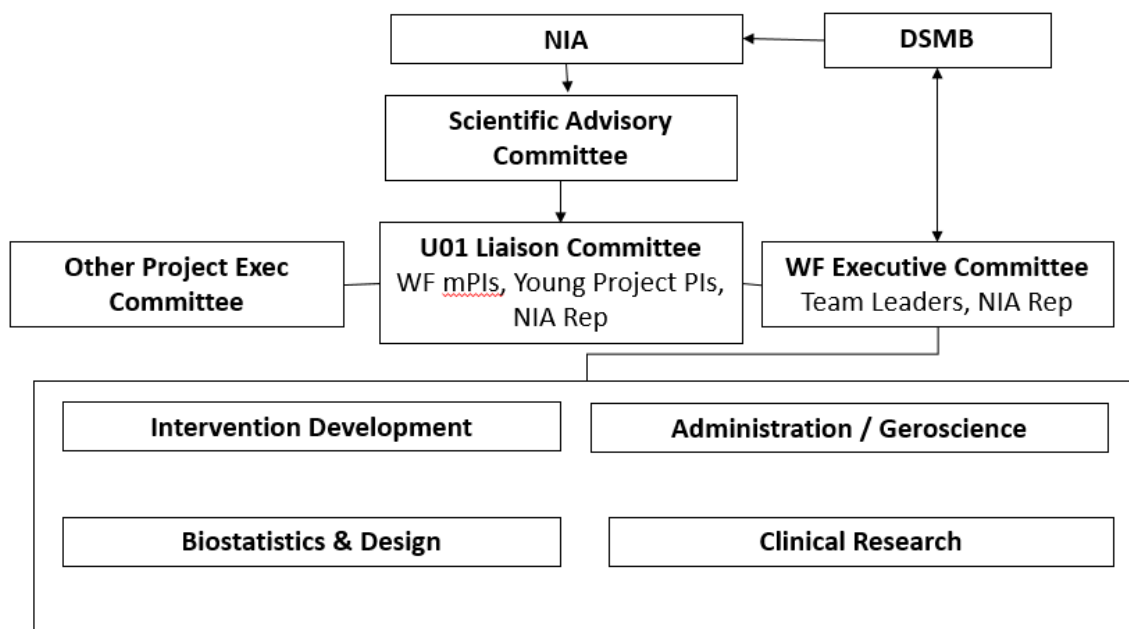 NIA
DSMB
Scientific Advisory
Committee
Other Project Exec
Committee
U01 Liaison Committee
WF mPIs, Young Project PIs,
NIA Rep
WF Executive Committee
Team Leaders, NIA Rep
Intervention Development
Administration / Geroscience
Biostatistics & Design
Clinical Research